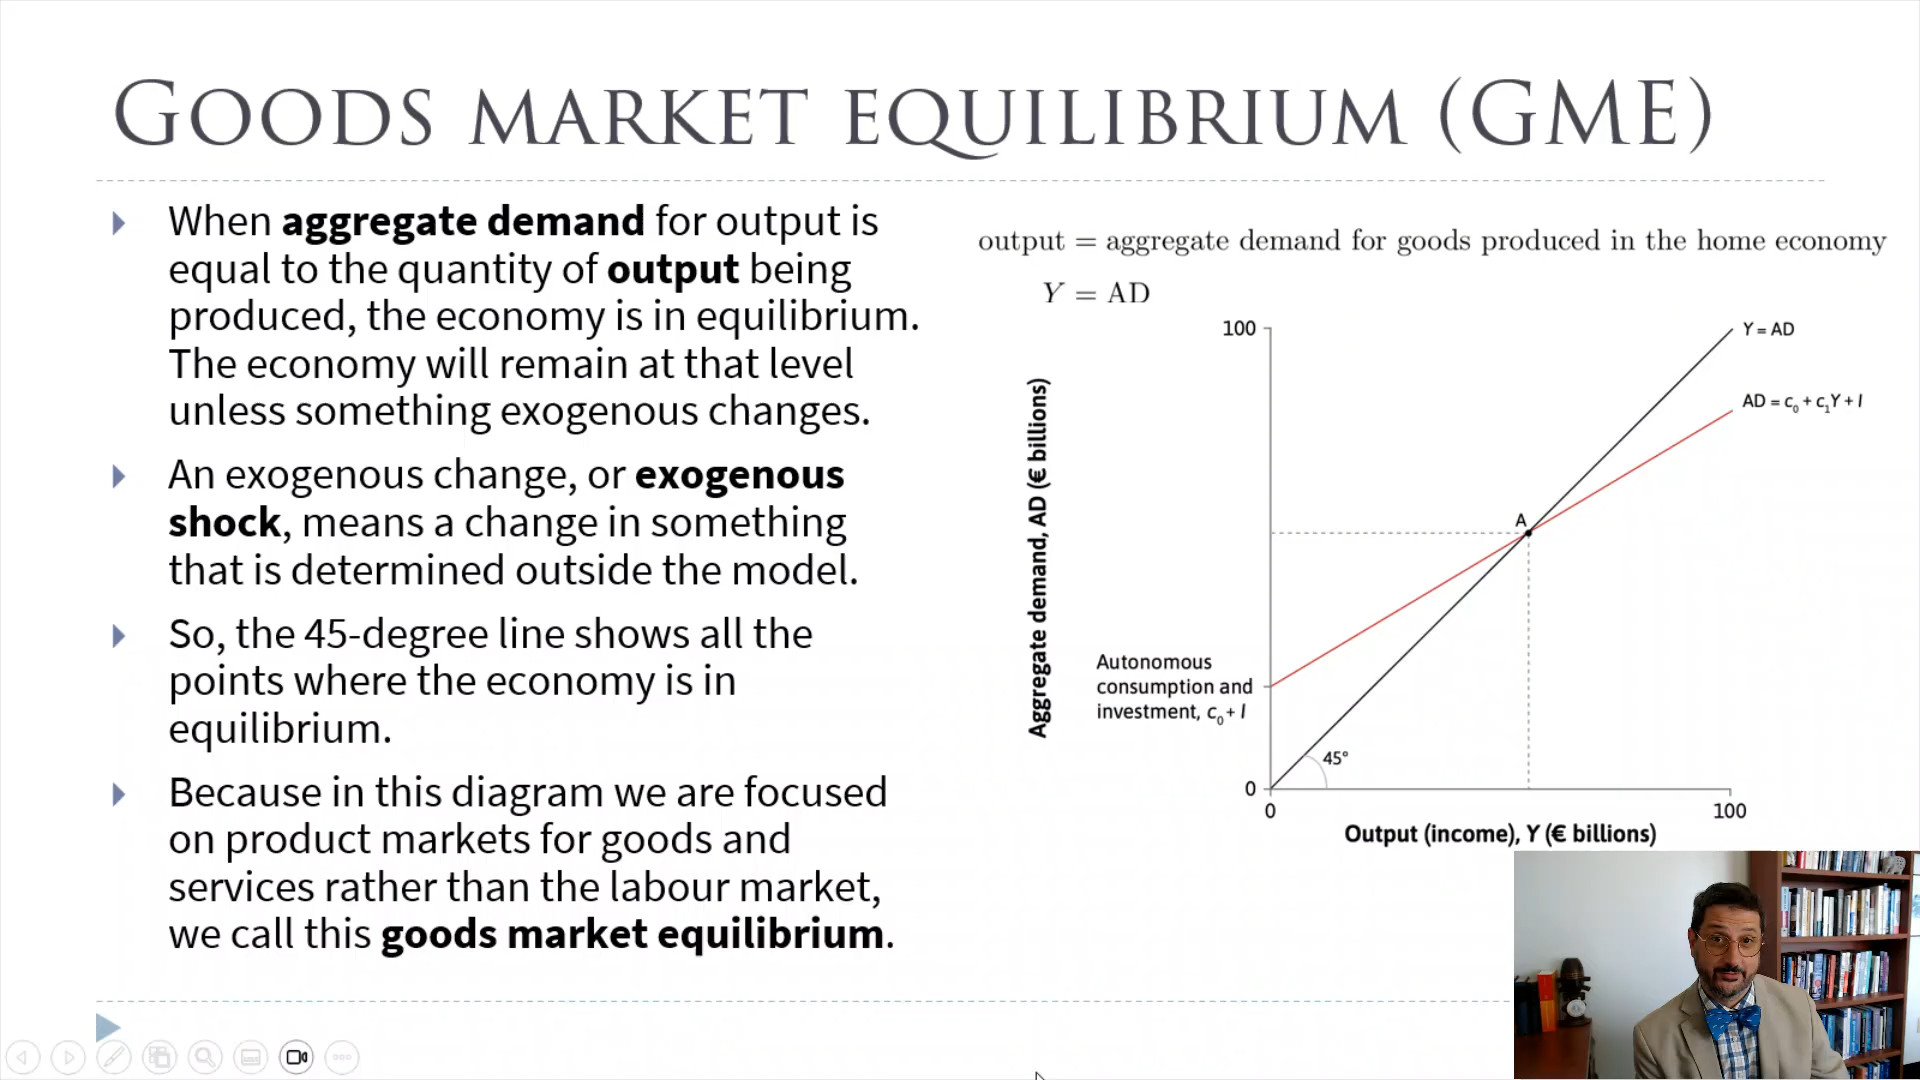 GOODS MARKET EQUILIBRIUM (GME)
When aggregate demand for output is
equal to the quantity of output being
produced, the economy is in equilibrium.
The economy will remain at that level
unless something exogenous changes.
An exogenous change, or exogenous
shock, means a change in something
that is determined outside the model.
So, the 45-degree line shows all the
points where the economy is in
equilibrium.
Because in this diagram we are focused
on product markets for goods and
services rather than the labour market,
we call this goods market equilibrium.
output = aggregate demand for goods produced in the home economy
Y = AD
100
Y = AD
AD = c₀ + c₁Y + I
Aggregate demand, AD (€ billions)
A
Autonomous
consumption and
investment, c₀ + I
45°
0
0
100
Output (income), Y (€ billions)